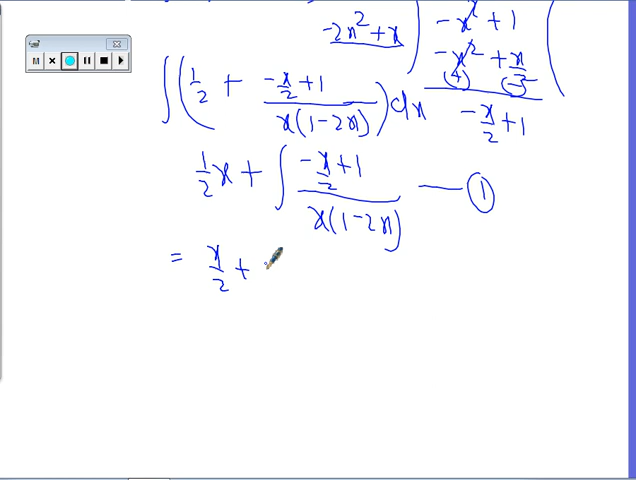 -2x² + x ) -x² + 1 (
-x² + x/2
(+) (-)
-x/2 + 1
∫ ( 1/2 + (-x/2 + 1) / x(1-2x) ) dx
1/2 x + ∫ (-x/2 + 1) / x(1-2x) — ①
= x/2 +
M